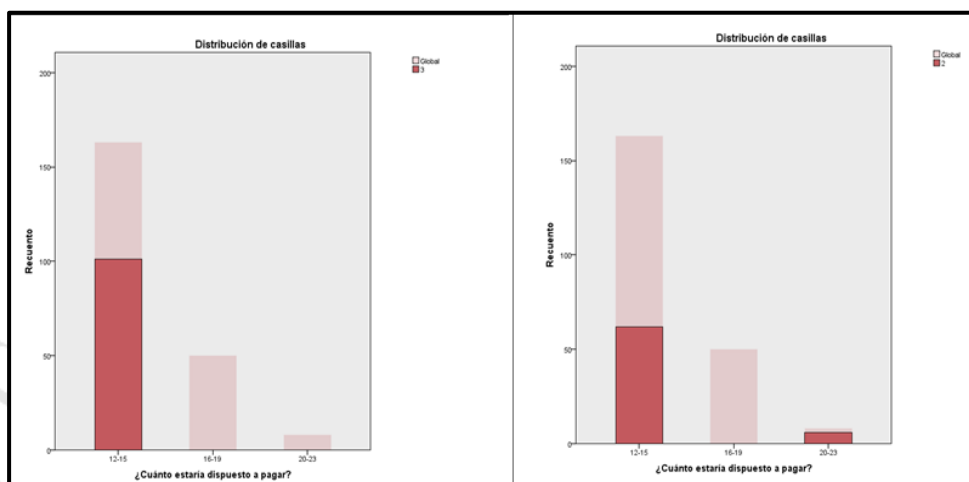 Distribución de casillas
Global
3
200
150
100
50
0
Recuento
12-15
16-19
20-23
¿Cuánto estaría dispuesto a pagar?
Distribución de casillas
Global
2
200
150
100
50
0
Recuento
12-15
16-19
20-23
¿Cuánto estaría dispuesto a pagar?